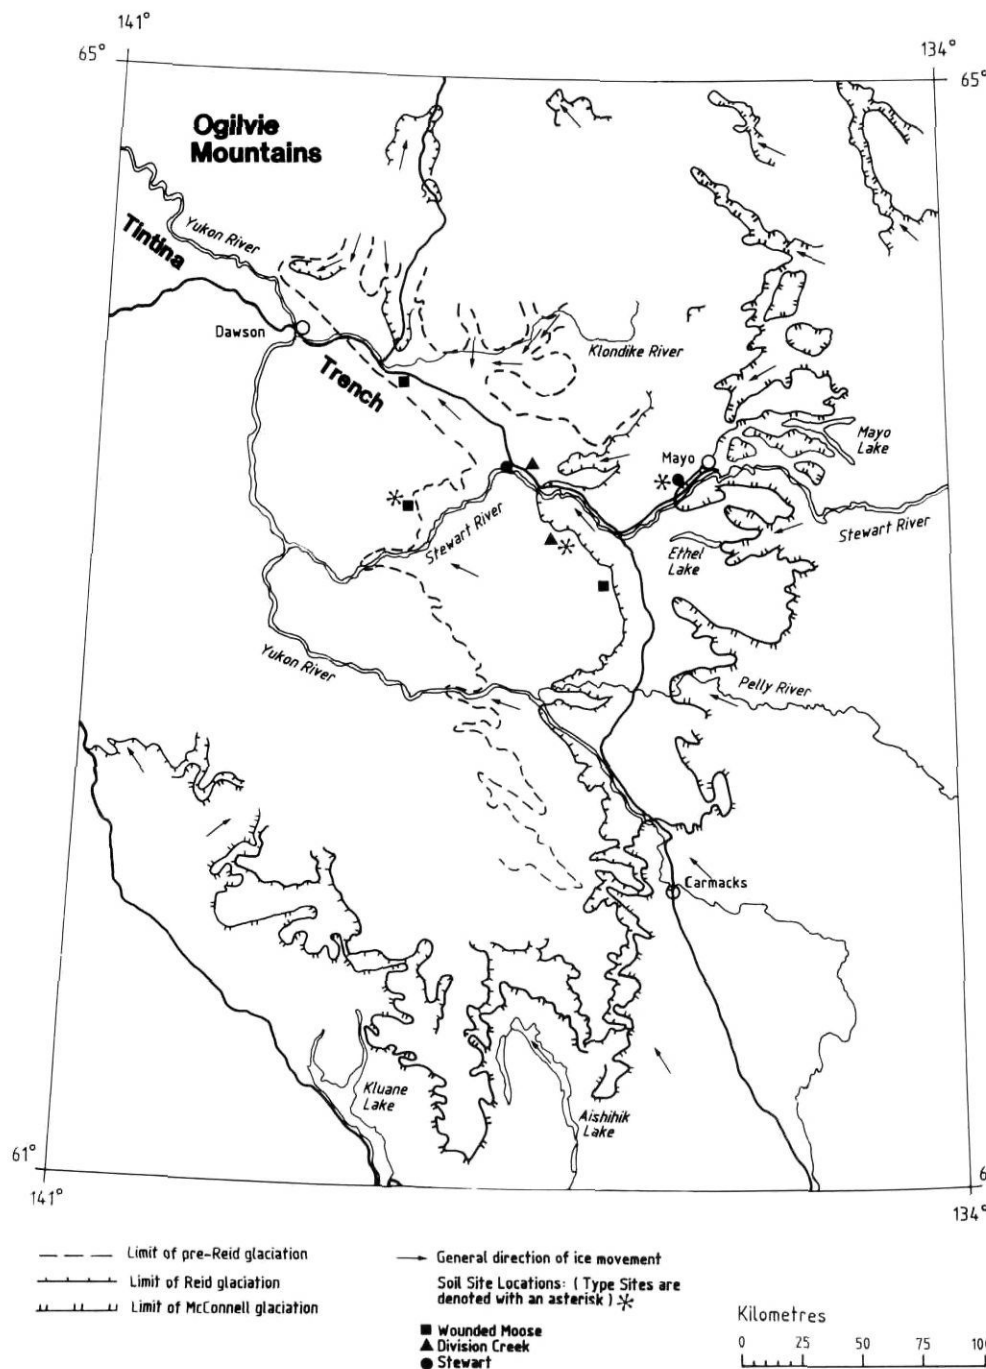 141°
65°
134°
65°
Ogilvie
Mountains
Yukon River
Tintina
Dawson
Trench
Klondike River
Mayo
Mayo
Lake
Stewart River
Stewart River
Ethel
Lake
Yukon River
Pelly River
Carmacks
Kluane
Lake
Aishihik
Lake
61°
141°
134°
Limit of pre-Reid glaciation
Limit of Reid glaciation
Limit of McConnell glaciation
General direction of ice movement
Soil Site Locations: ( Type Sites are
denoted with an asterisk )
Wounded Moose
Division Creek
Stewart
Kilometres
0 25 50 75 100